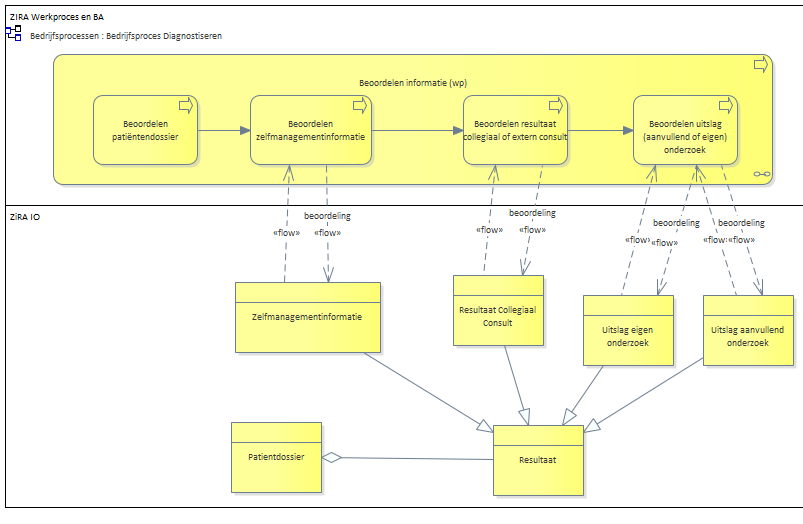 ZIRA Werkproces en BA
Bedrijfsprocessen : Bedrijfsproces Diagnostiseren
Beoordelen informatie (wp)
Beoordelen
patiëntendossier
Beoordelen
zelfmanagementinformatie
Beoordelen resultaat
collegiaal of extern consult
Beoordelen uitslag
(aanvullend of eigen)
onderzoek
ZiRA IO
beoordeling
«flow»
«flow»
beoordeling
«flow»
«flow»
beoordeling
«flow»
«flow»
beoordeling
«flow»
«flow»
Zelfmanagementinformatie
Resultaat Collegiaal
Consult
Uitslag eigen
onderzoek
Uitslag aanvullend
onderzoek
Patientdossier
Resultaat